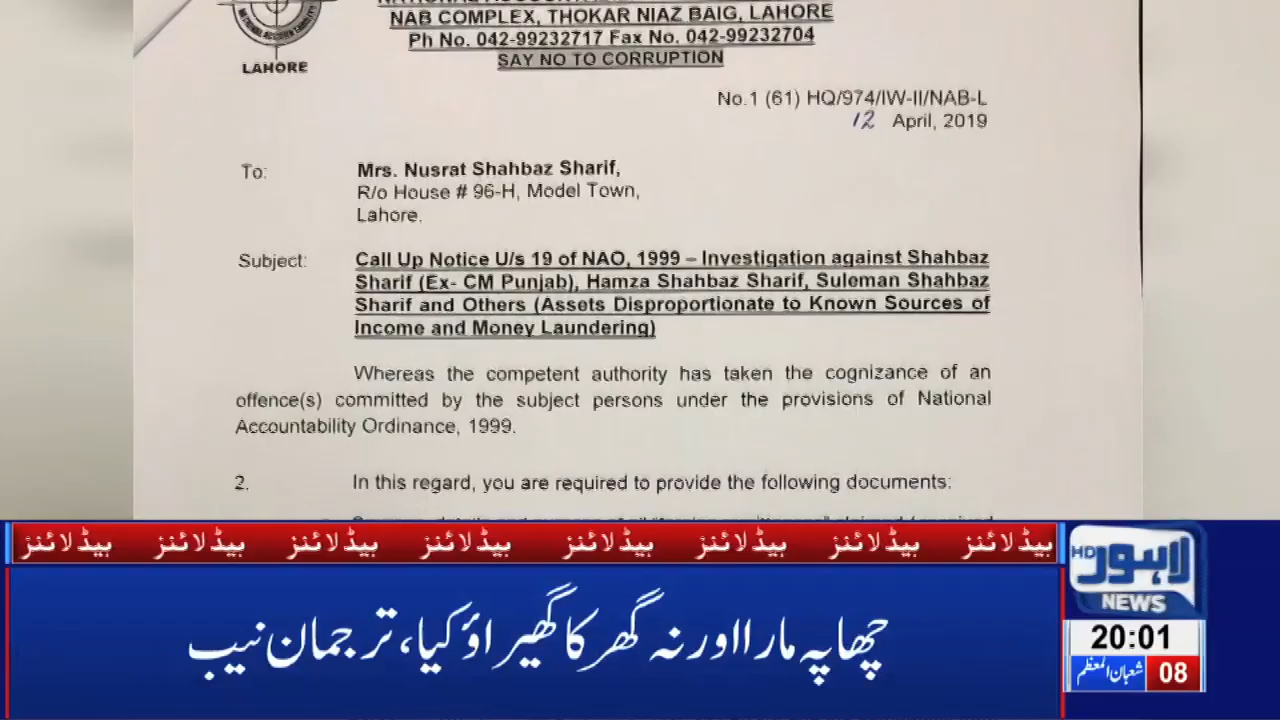 NAB COMPLEX, THOKAR NIAZ BAIG, LAHORE
Ph No. 042-99232717 Fax No. 042-99232704
SAY NO TO CORRUPTION
LAHORE
No.1 (61) HQ/974/IW-II/NAB-L
12 April, 2019
To: Mrs. Nusrat Shahbaz Sharif,
R/o House # 96-H, Model Town,
Lahore.
Subject: Call Up Notice U/s 19 of NAO, 1999 – Investigation against Shahbaz
Sharif (Ex- CM Punjab), Hamza Shahbaz Sharif, Suleman Shahbaz
Sharif and Others (Assets Disproportionate to Known Sources of
Income and Money Laundering)
Whereas the competent authority has taken the cognizance of an
offence(s) committed by the subject persons under the provisions of National
Accountability Ordinance, 1999.
2. In this regard, you are required to provide the following documents:
ہیڈلائنز ہیڈلائنز ہیڈلائنز ہیڈلائنز ہیڈلائنز ہیڈلائنز ہیڈلائنز ہیڈلائنز
چھاپہ مارا اور نہ گھر کا گھیراؤ کیا، ترجمان نیب
HD لاہور
NEWS
20:01
08 شعبان المعظم